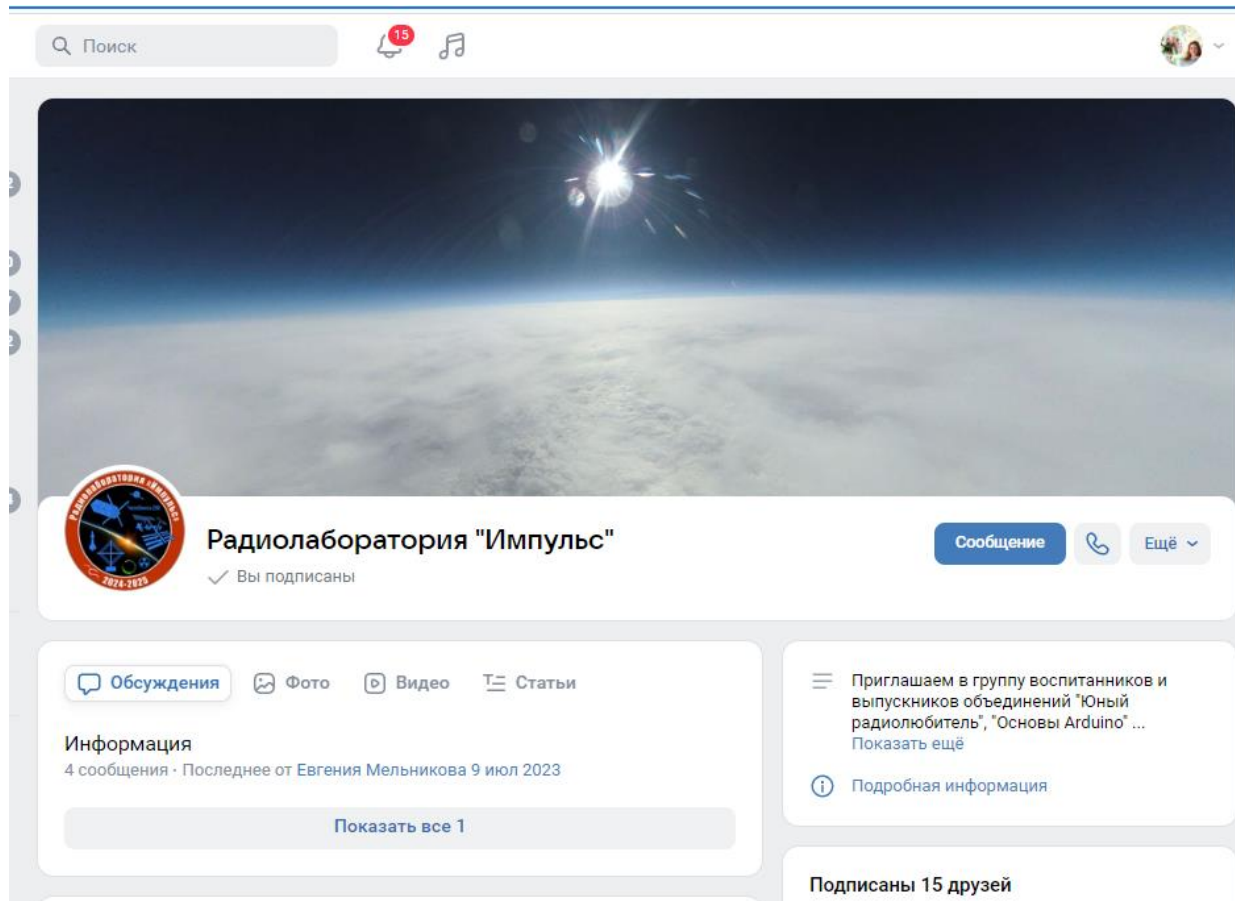 Поиск
15
Радиолаборатория «Импульс»
2024-2025
Радиолаборатория "Импульс"
Вы подписаны
Сообщение
Ещё
Обсуждения
Фото
Видео
Статьи
Информация
4 сообщения · Последнее от Евгения Мельникова 9 июл 2023
Показать все 1
Приглашаем в группу воспитанников и
выпускников объединений "Юный
радиолюбитель", "Основы Arduino" ...
Показать ещё
Подробная информация
Подписаны 15 друзей